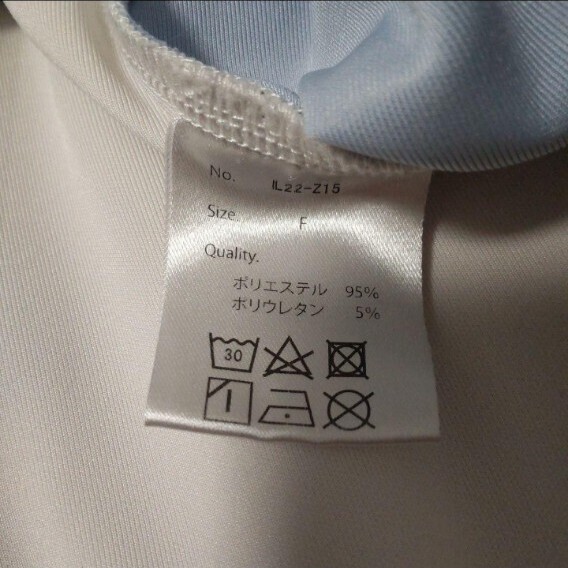 No. IL22-Z15
Size. F
Quality.
ポリエステル 95%
ポリウレタン 5%
30